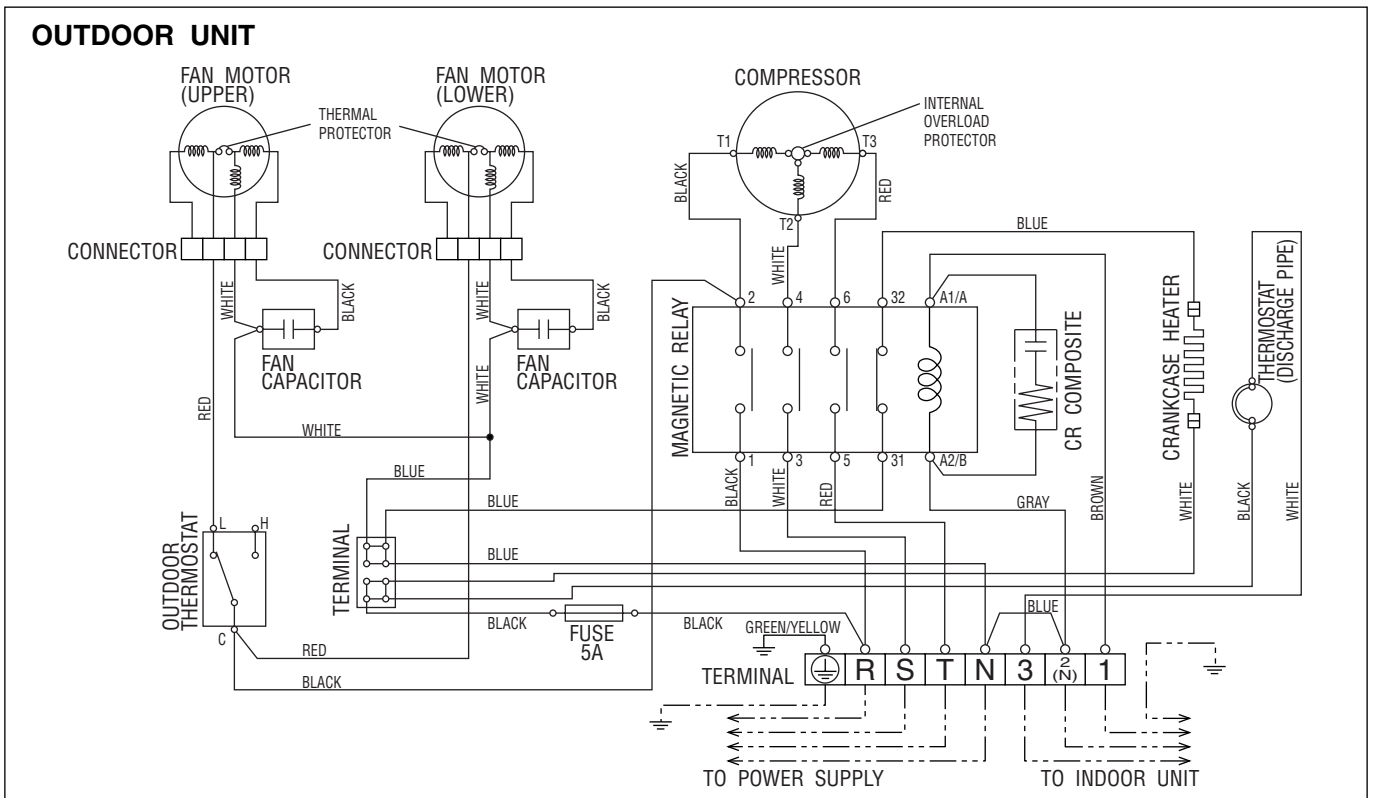 OUTDOOR UNIT
FAN MOTOR
(UPPER)
THERMAL
PROTECTOR
FAN MOTOR
(LOWER)
COMPRESSOR
INTERNAL
OVERLOAD
PROTECTOR
T1
T3
T2
BLACK
RED
WHITE
BLUE
CONNECTOR
CONNECTOR
WHITE
BLACK
WHITE
BLACK
FAN
CAPACITOR
FAN
CAPACITOR
RED
WHITE
WHITE
MAGNETIC RELAY
2
4
6
32
A1/A
1
3
5
31
A2/B
CR COMPOSITE
CRANKCASE HEATER
THERMOSTAT
(DISCHARGE PIPE)
BLACK
WHITE
RED
GRAY
BROWN
WHITE
BLACK
WHITE
BLUE
BLUE
BLUE
OUTDOOR
THERMOSTAT
L
H
C
TERMINAL
BLACK
FUSE
5A
BLACK
RED
BLACK
GREEN/YELLOW
BLUE
TERMINAL
R
S
T
N
3
2
(N)
1
TO POWER SUPPLY
TO INDOOR UNIT